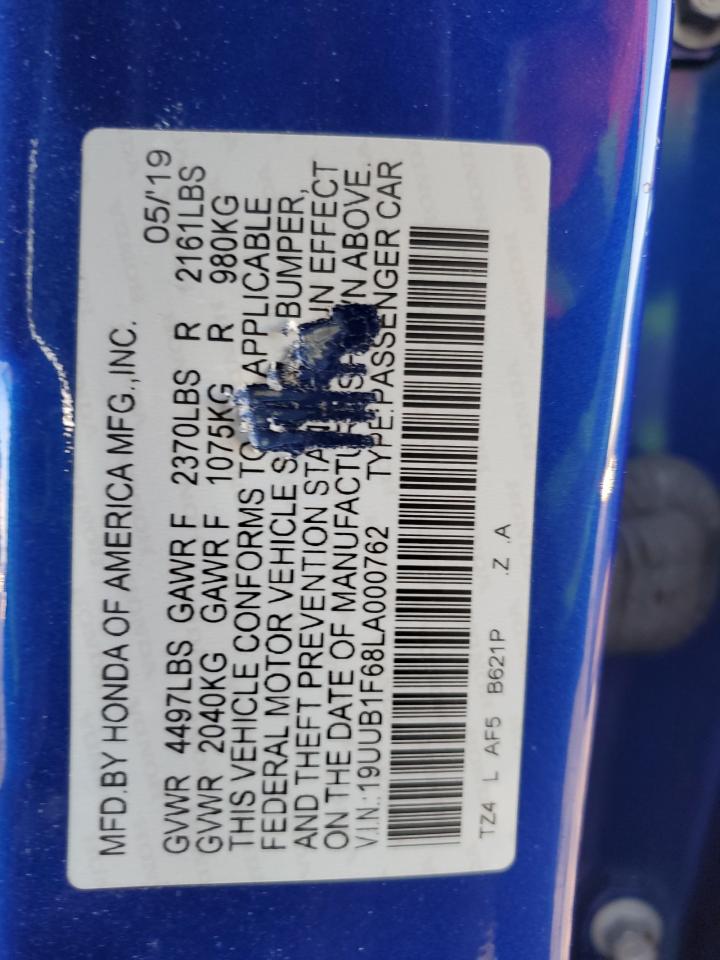 MFD.BY HONDA OF AMERICA MFG.,INC. 05/'19
GVWR 4497LBS GAWR F 2370LBS R 2161LBS
GVWR 2040KG GAWR F 1075KG R 980KG
THIS VEHICLE CONFORMS TO APPLICABLE
FEDERAL MOTOR VEHICLE BUMPER,
AND THEFT PREVENTION IN EFFECT
ON THE DATE OF ABOVE.
V.I.N.:19UUB1F68LA000762 TYPE:PASSENGER CAR
TZ4 L AF5 B621P .Z .A